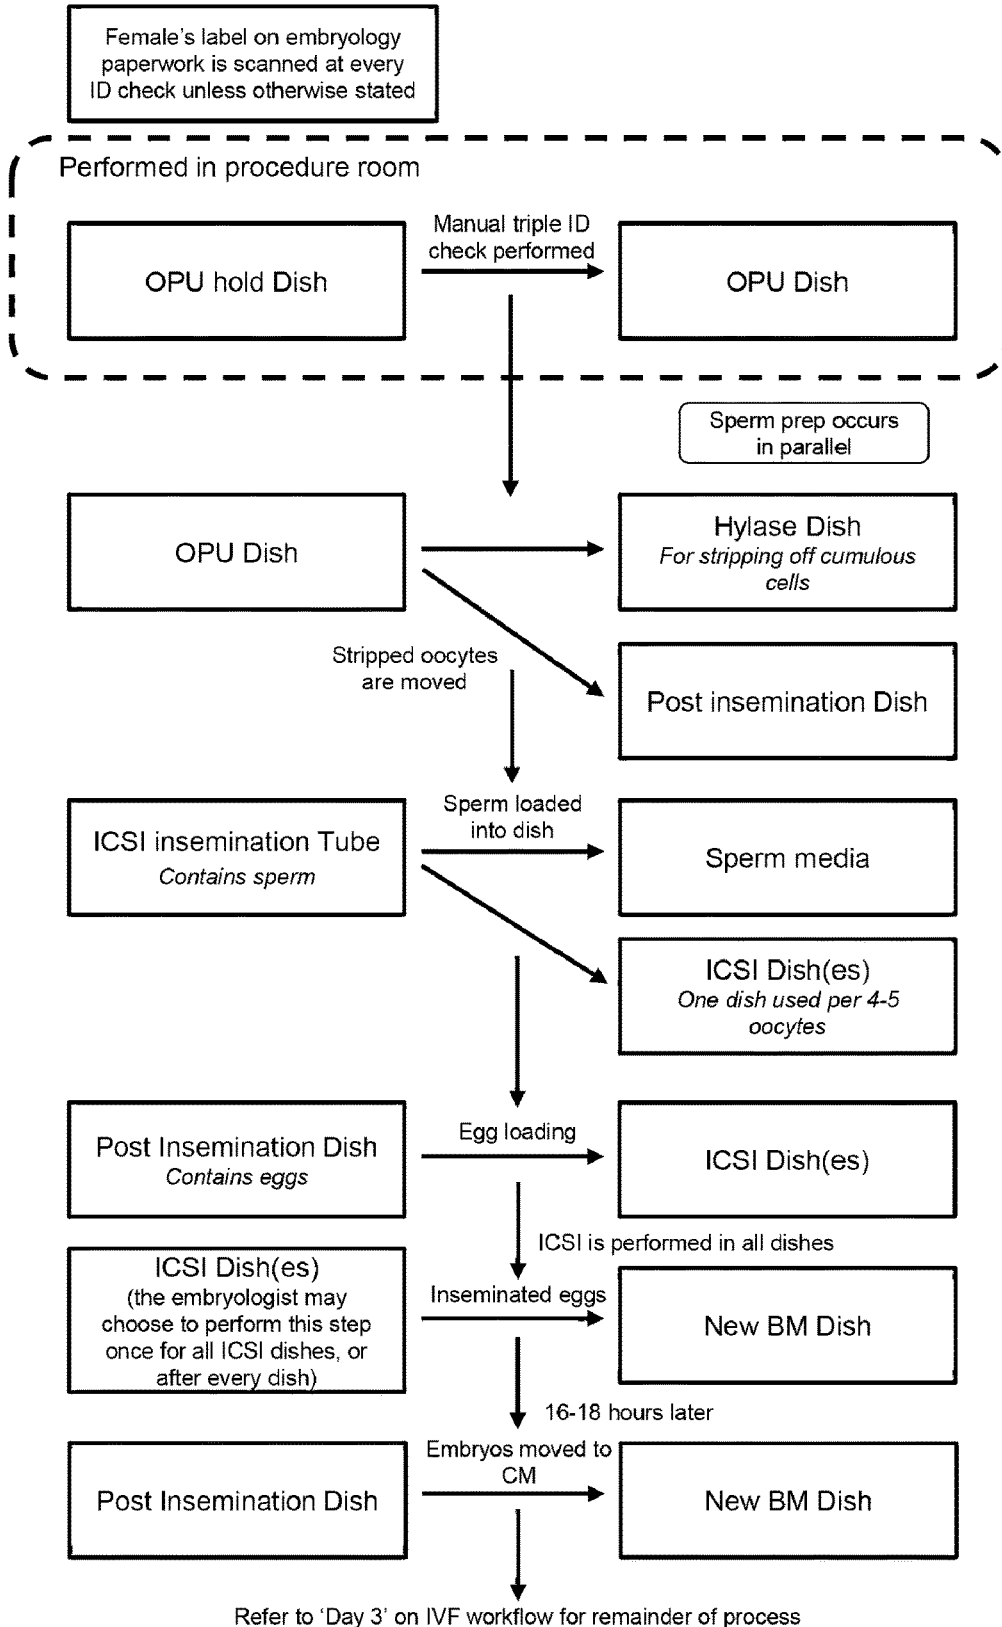 Female's label on embryology
paperwork is scanned at every
ID check unless otherwise stated
Performed in procedure room
OPU hold Dish
Manual triple ID
check performed
OPU Dish
Sperm prep occurs
in parallel
OPU Dish
Hylase Dish
For stripping off cumulous
cells
Stripped oocytes
are moved
Post insemination Dish
ICSI insemination Tube
Contains sperm
Sperm loaded
into dish
Sperm media
ICSI Dish(es)
One dish used per 4-5
oocytes
Post Insemination Dish
Contains eggs
Egg loading
ICSI Dish(es)
ICSI is performed in all dishes
ICSI Dish(es)
(the embryologist may
choose to perform this step
once for all ICSI dishes, or
after every dish)
Inseminated eggs
New BM Dish
16-18 hours later
Post Insemination Dish
Embryos moved to
CM
New BM Dish
Refer to 'Day 3' on IVF workflow for remainder of process